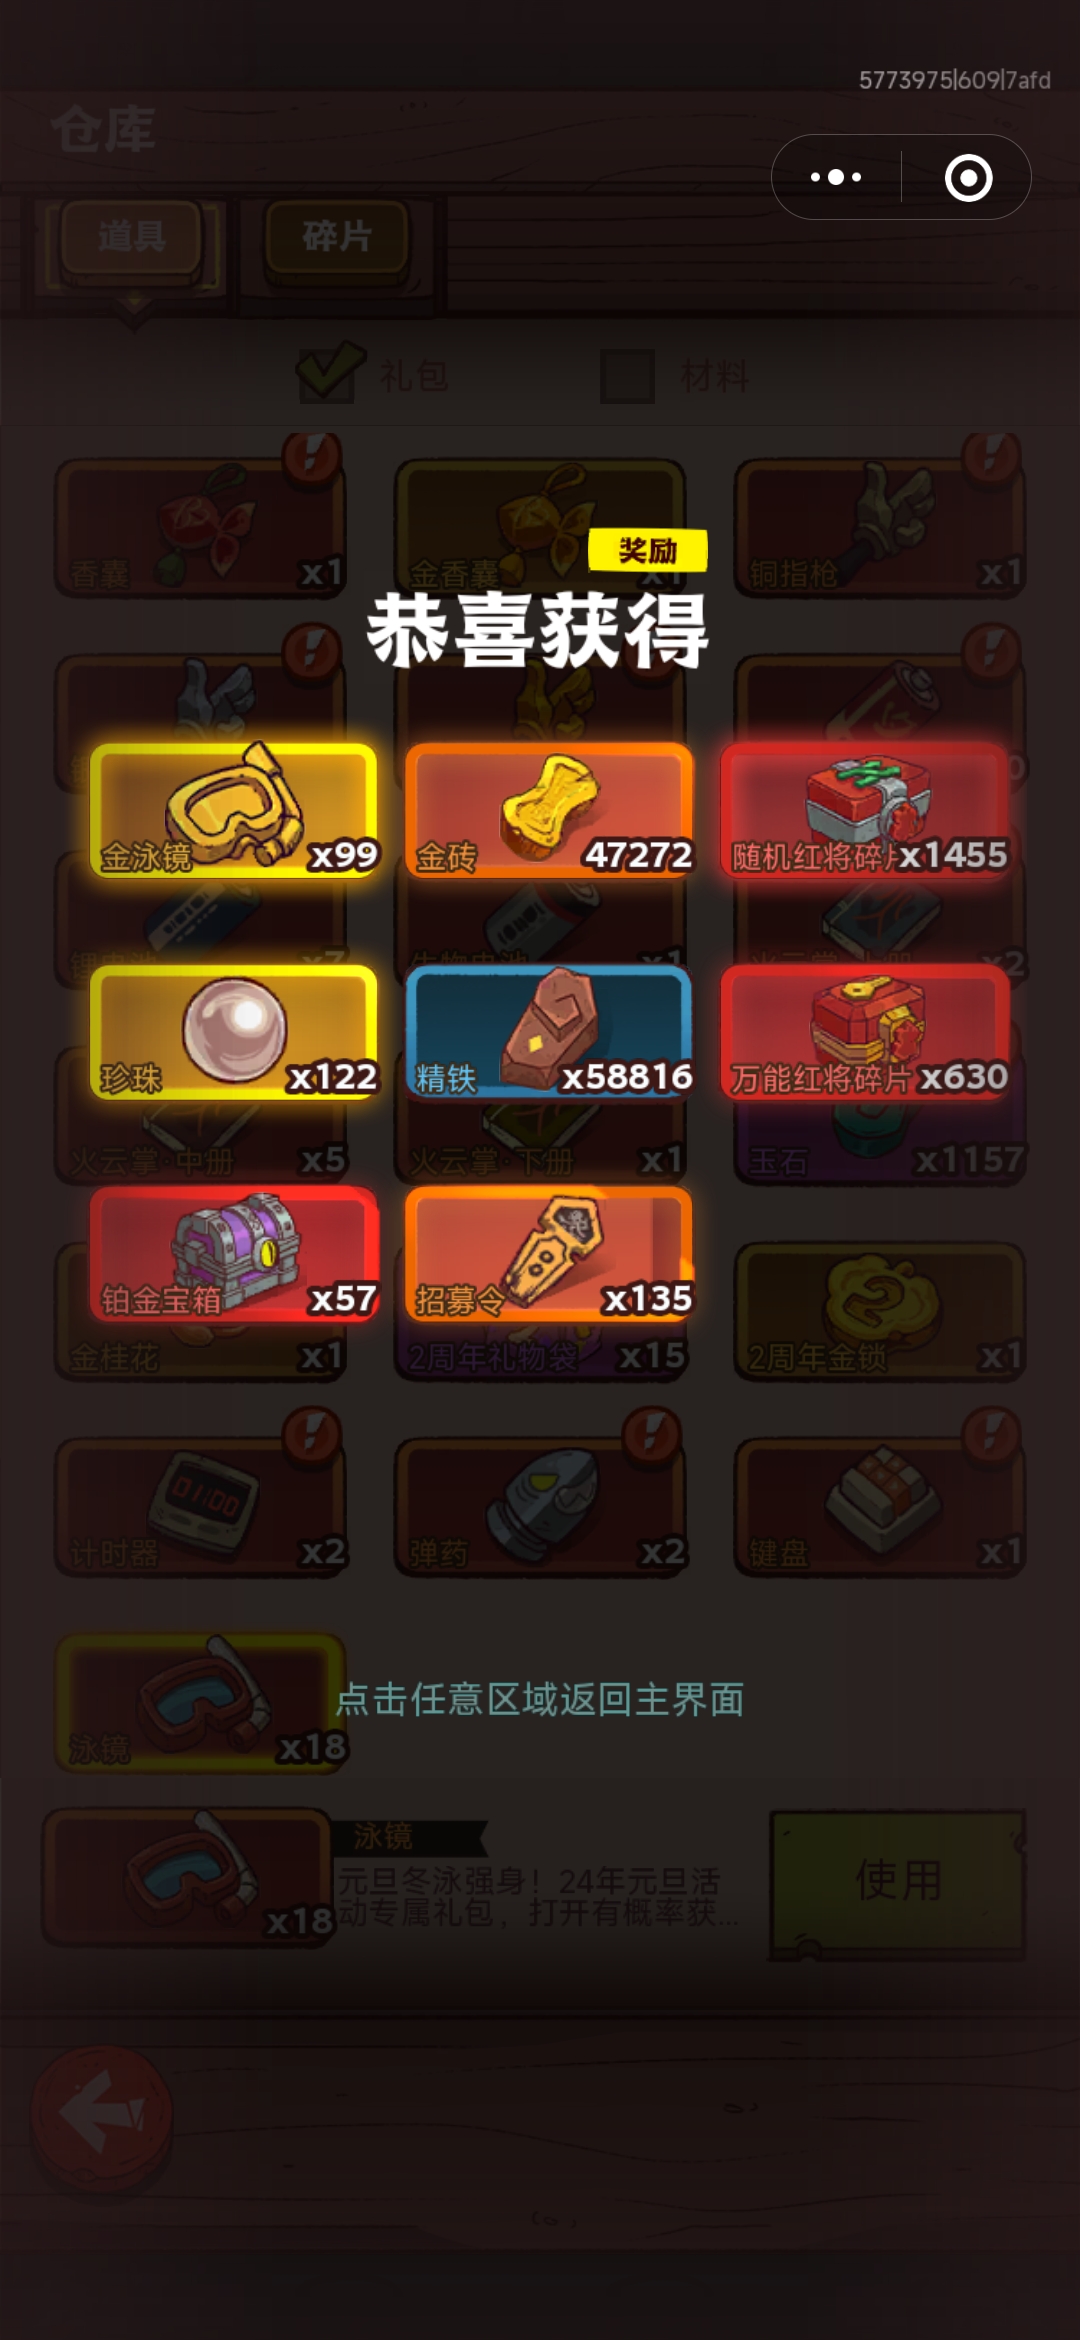 5773975|609|7afd
仓库
道具 碎片
礼包 材料
香囊 x1 金香囊 x1 铜指枪 x1
奖励
恭喜获得
金泳镜 x99 金砖 47272 随机红将碎片 x1455
x7 x1 x2
珍珠 x122 精铁 x58816 万能红将碎片 x630
火云掌·中册 x5 火云掌·下册 x1 玉石 x1157
铂金宝箱 x57 招募令 x135
金桂花 x1 2周年礼物袋 x15 2周年金锁 x1
01:00
计时器 x2 弹药 x2 键盘 x1
点击任意区域返回主界面
泳镜 x18
泳镜
元旦冬泳强身！24年元旦活
动专属礼包，打开有概率获...
x18
使用